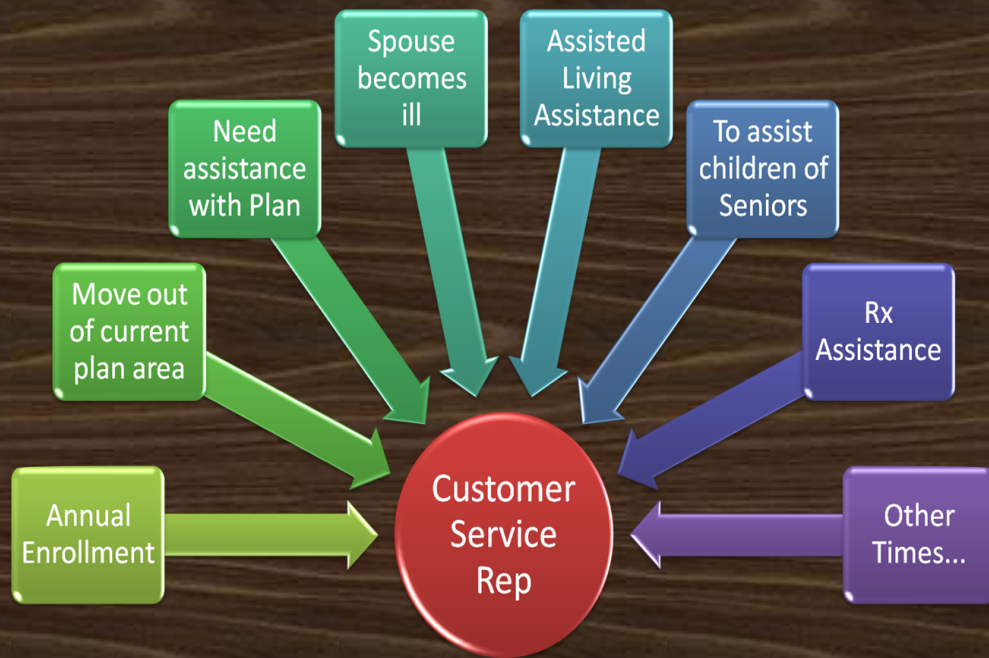 Annual
Enrollment
Move out
of current
plan area
Need
assistance
with Plan
Spouse
becomes
ill
Assisted
Living
Assistance
To assist
children of
Seniors
Rx
Assistance
Other
Times...
Customer
Service
Rep